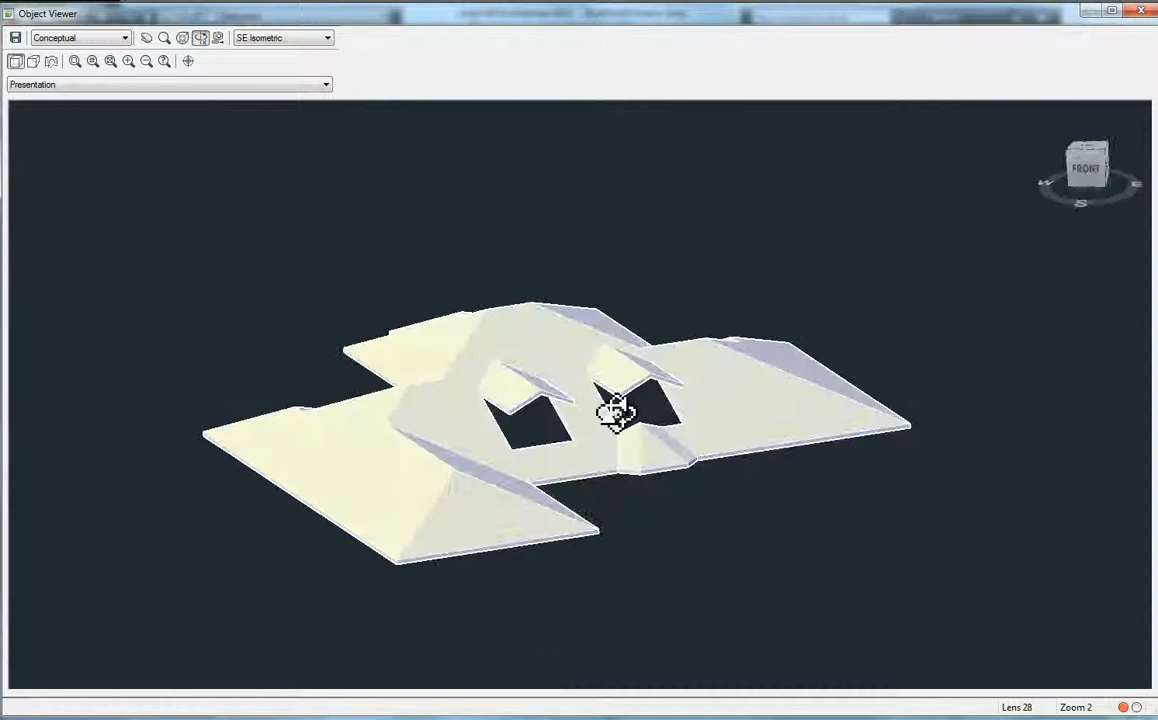 Object Viewer
Conceptual
SE Isometric
Presentation
FRONT
W
E
S
Lens 28
Zoom 2